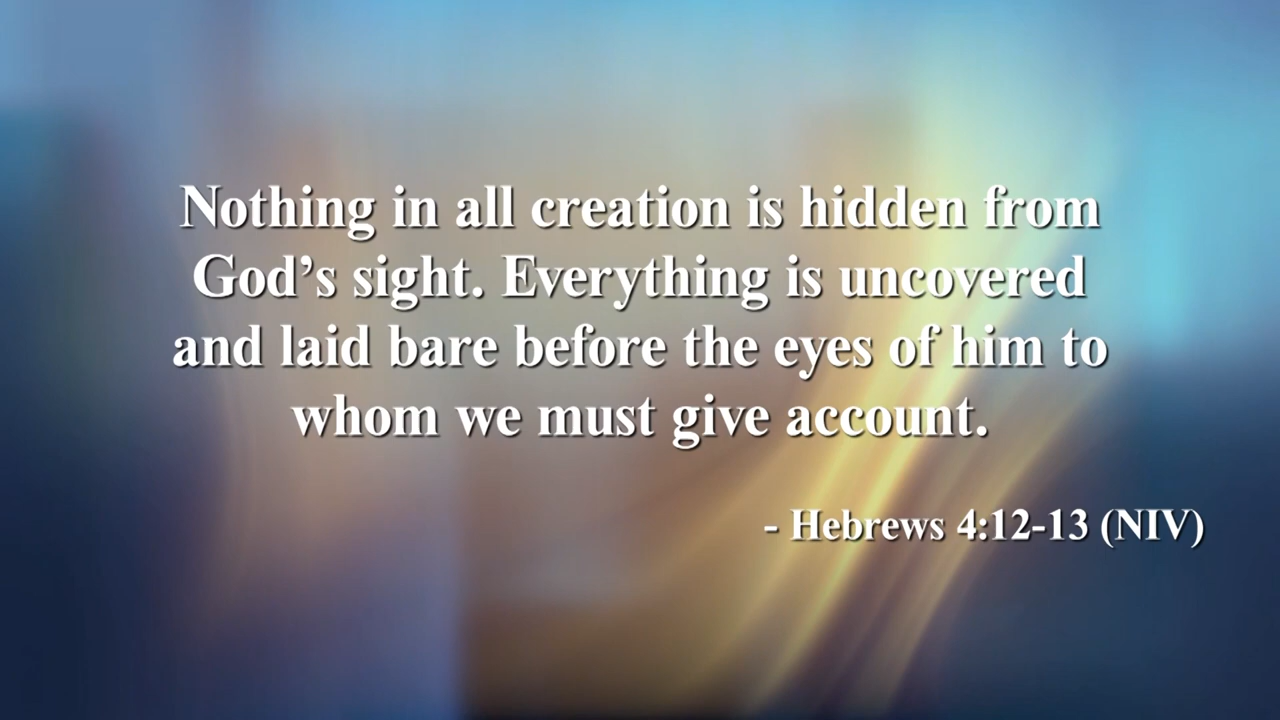 Nothing in all creation is hidden from
God’s sight. Everything is uncovered
and laid bare before the eyes of him to
whom we must give account.
- Hebrews 4:12-13 (NIV)